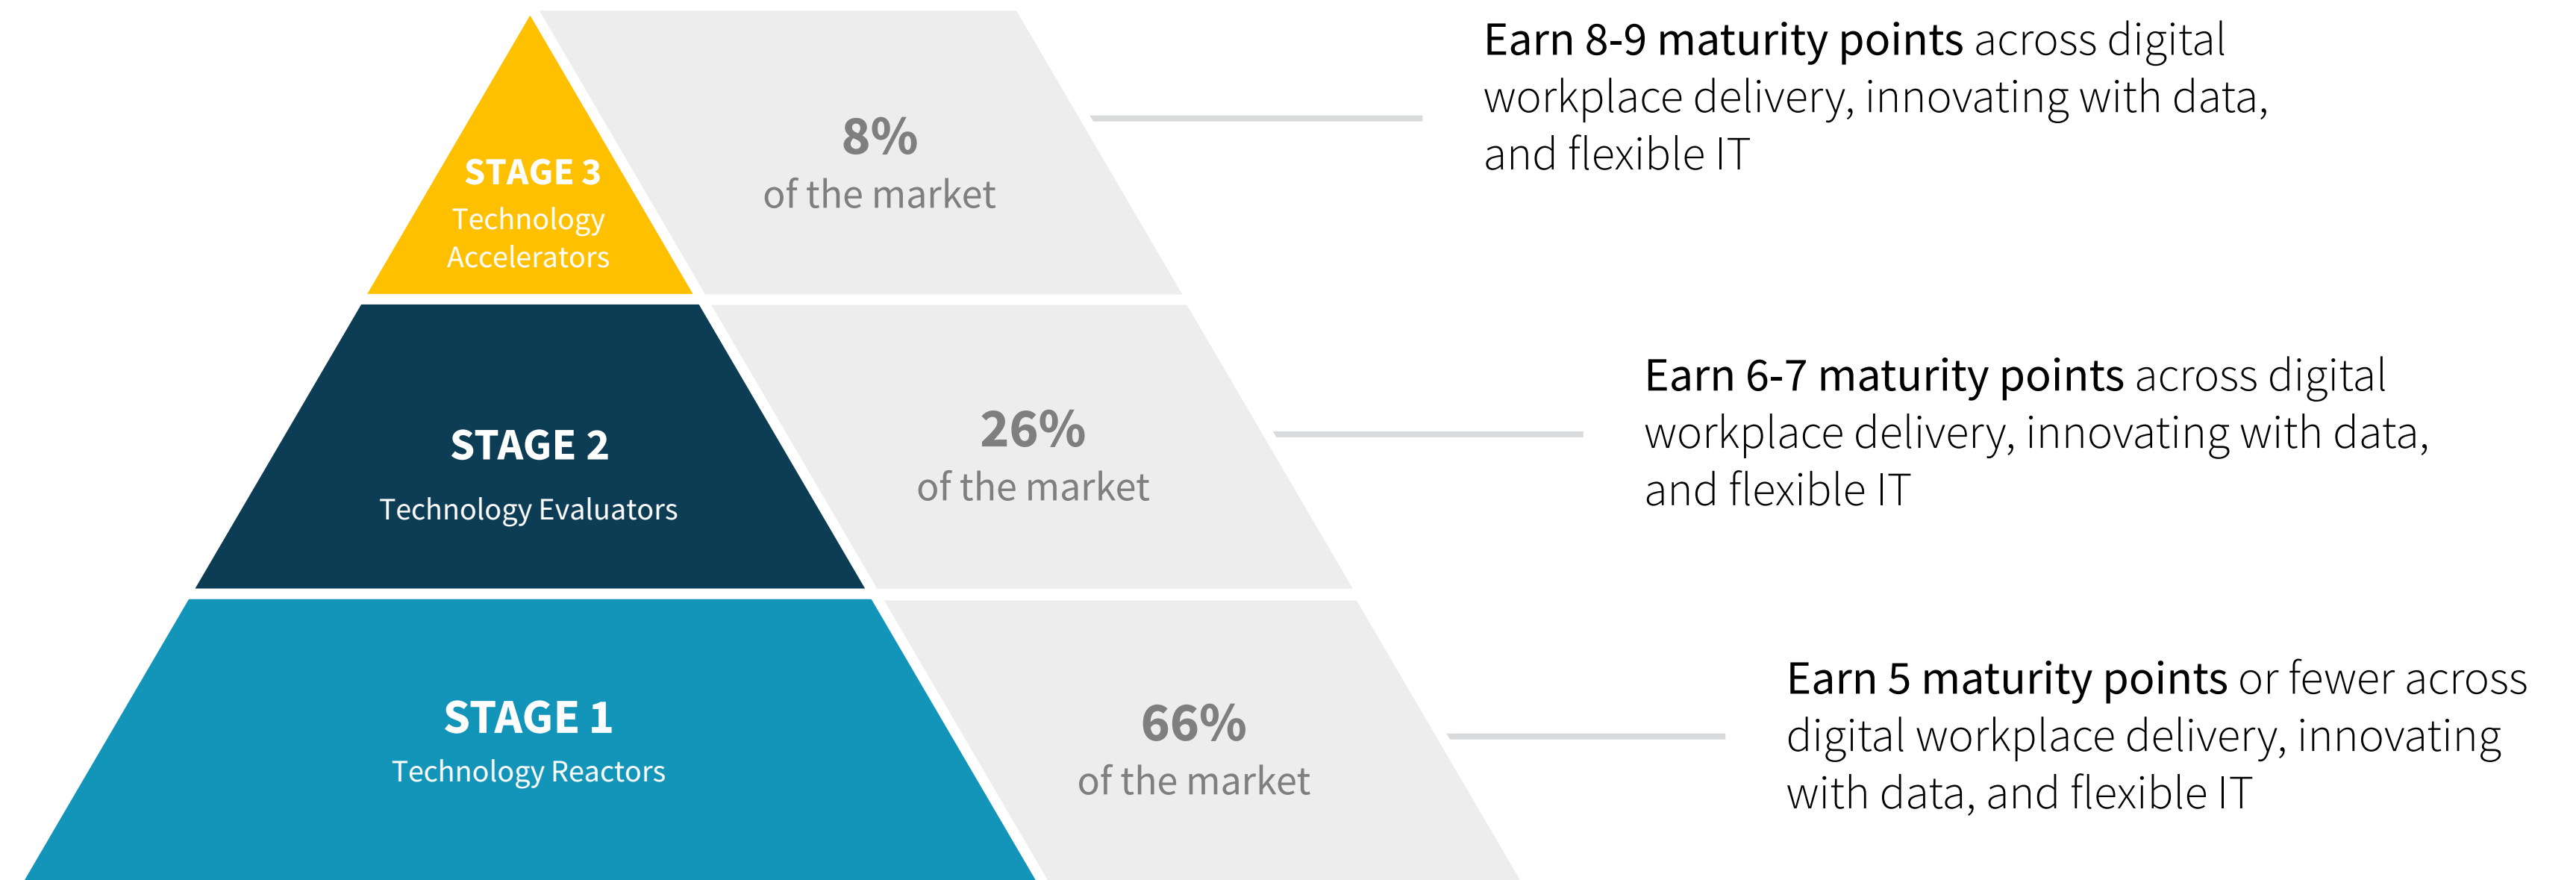 STAGE 3
Technology
Accelerators
8%
of the market
Earn 8-9 maturity points across digital
workplace delivery, innovating with data,
and flexible IT
STAGE 2
Technology Evaluators
26%
of the market
Earn 6-7 maturity points across digital
workplace delivery, innovating with data,
and flexible IT
STAGE 1
Technology Reactors
66%
of the market
Earn 5 maturity points or fewer across
digital workplace delivery, innovating
with data, and flexible IT